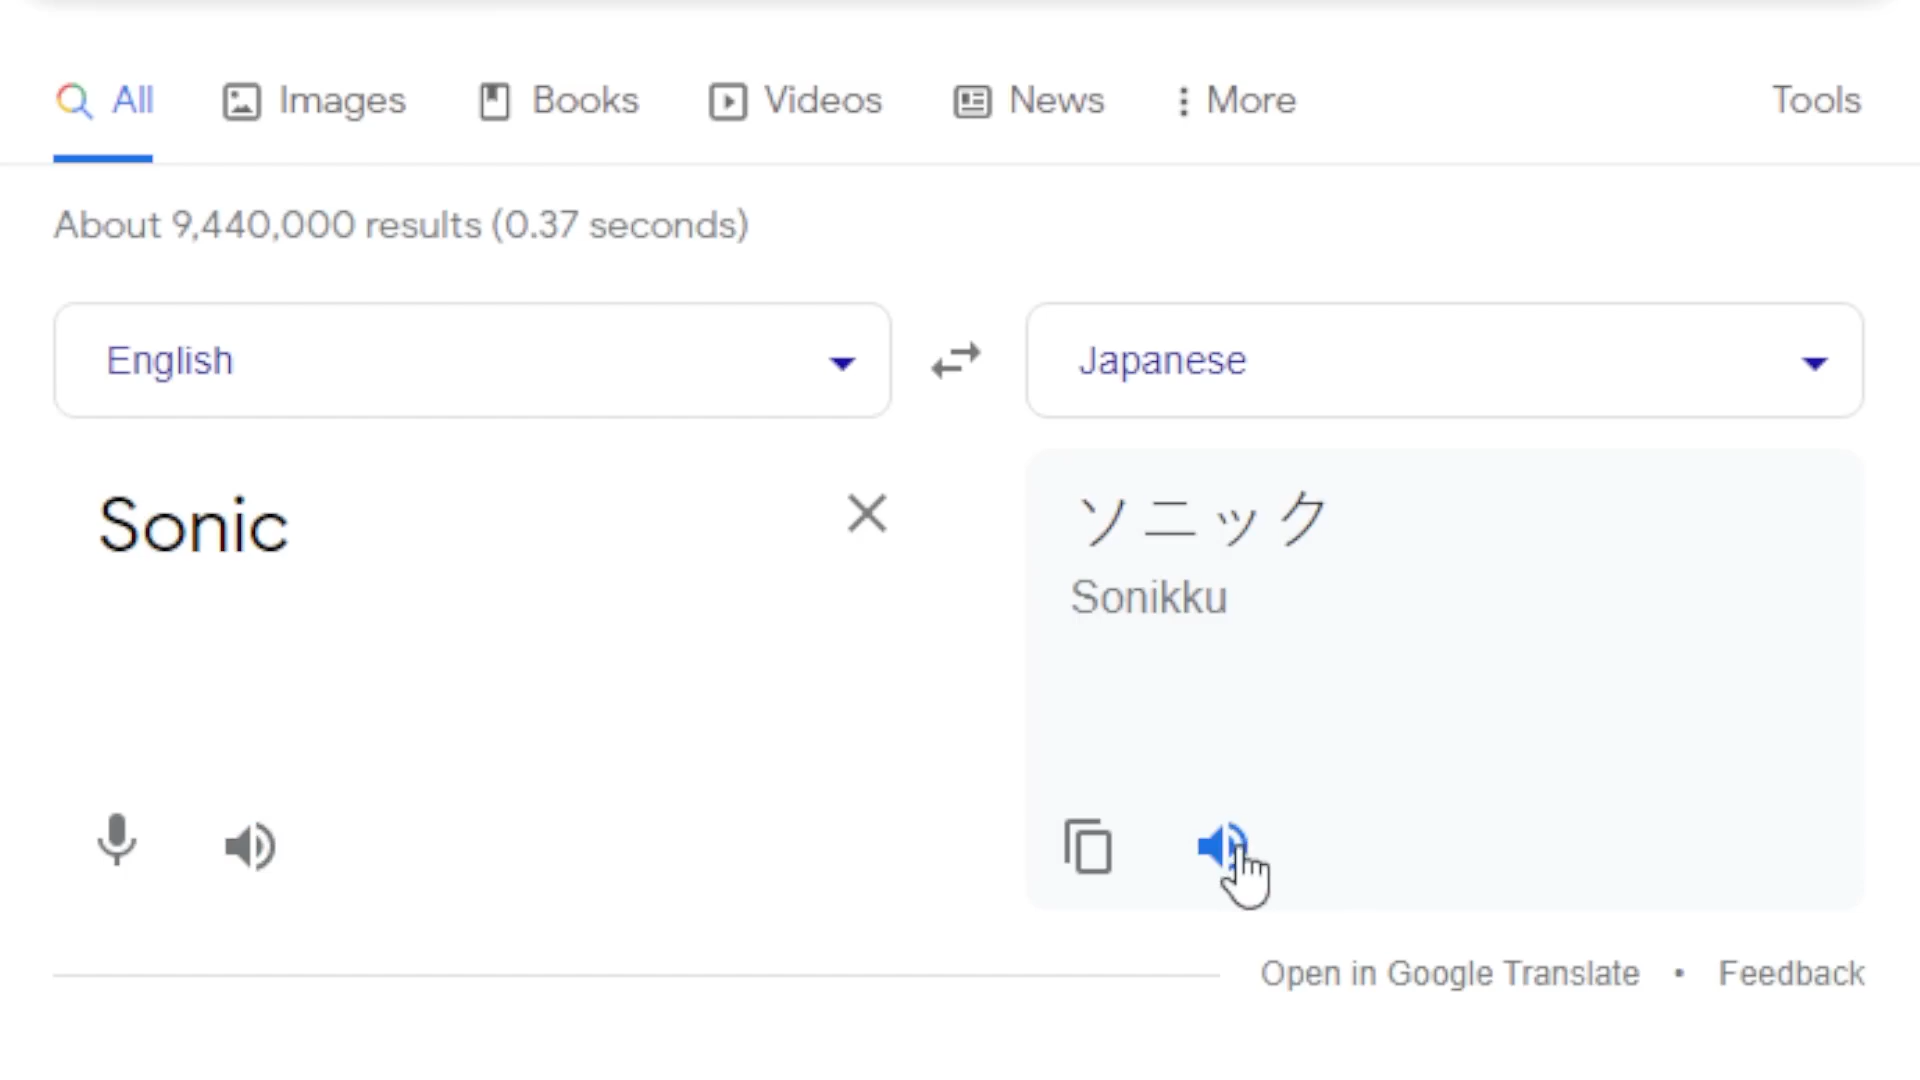 All Images Books Videos News More Tools
About 9,440,000 results (0.37 seconds)
English Japanese
Sonic
ソニック
Sonikku
Open in Google Translate • Feedback